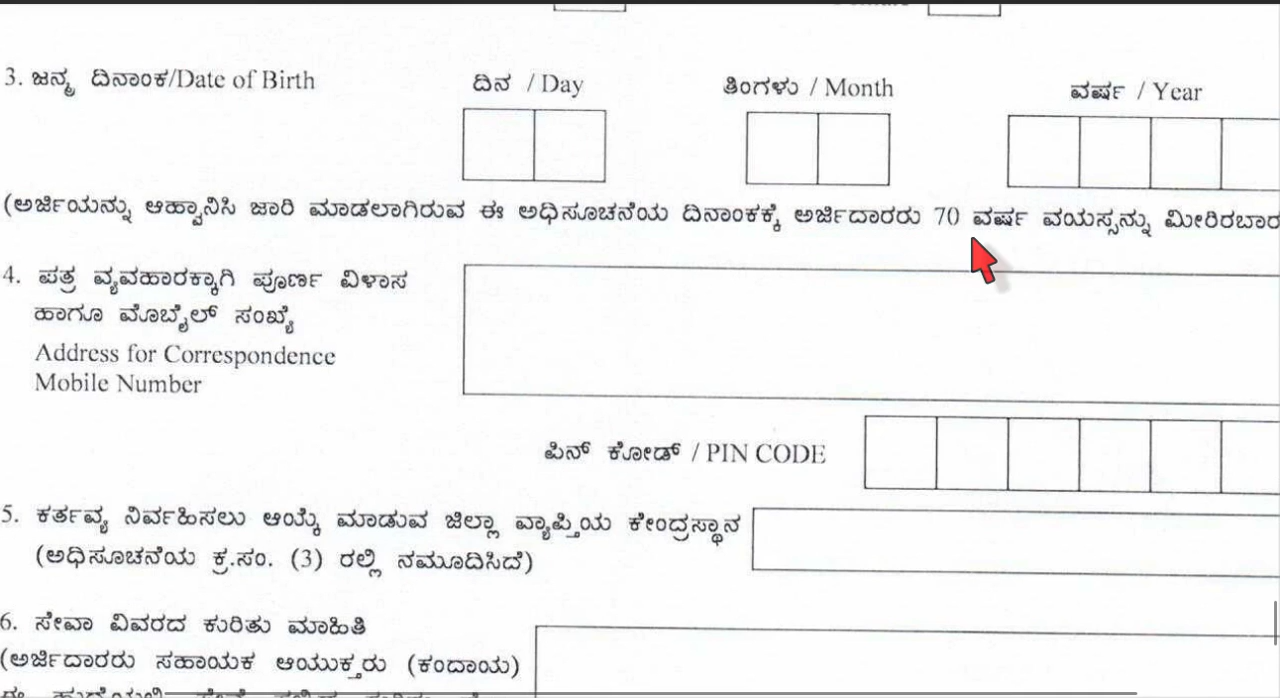 3. ಜನ್ಮ ದಿನಾಂಕ/Date of Birth
ದಿನ / Day
ತಿಂಗಳು / Month
ವರ್ಷ / Year
(ಅರ್ಜಿಯನ್ನು ಆಹ್ವಾನಿಸಿ ಜಾರಿ ಮಾಡಲಾಗಿರುವ ಈ ಅಧಿಸೂಚನೆಯ ದಿನಾಂಕಕ್ಕೆ ಅರ್ಜಿದಾರರು 70 ವರ್ಷ ವಯಸ್ಸನ್ನು
4. ಪತ್ರ ವ್ಯವಹಾರಕ್ಕಾಗಿ ಪೂರ್ಣ ವಿಳಾಸ
ಹಾಗೂ ಮೊಬೈಲ್ ಸಂಖ್ಯೆ
Address for Correspondence
Mobile Number
ಪಿನ್ ಕೋಡ್ / PIN CODE
5. ಕರ್ತವ್ಯ ನಿರ್ವಹಿಸಲು ಆಯ್ಕೆ ಮಾಡುವ ಜಿಲ್ಲಾ ವ್ಯಾಪ್ತಿಯ ಕೇಂದ್ರಸ್ಥಾನ
(ಅಧಿಸೂಚನೆಯ ಕ್ರ.ಸಂ. (3) ರಲ್ಲಿ ನಮೂದಿಸಿದೆ)
6. ಸೇವಾ ವಿವರದ ಕುರಿತು ಮಾಹಿತಿ
(ಅರ್ಜಿದಾರರು ಸಹಾಯಕ ಆಯುಕ್ತರು (ಕಂದಾಯ)